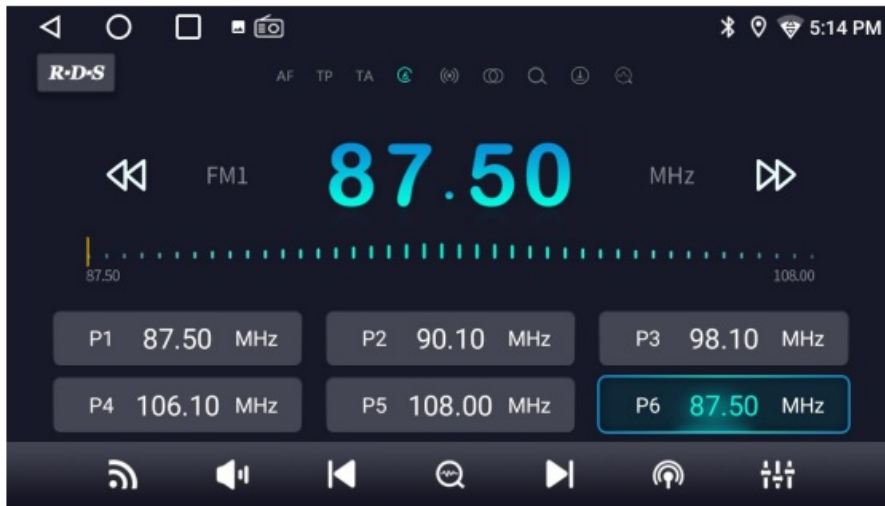 5:14 PM
R·D·S
AF TP TA
FM1 87.50 MHz
87.50 108.00
P1 87.50 MHz P2 90.10 MHz P3 98.10 MHz
P4 106.10 MHz P5 108.00 MHz P6 87.50 MHz